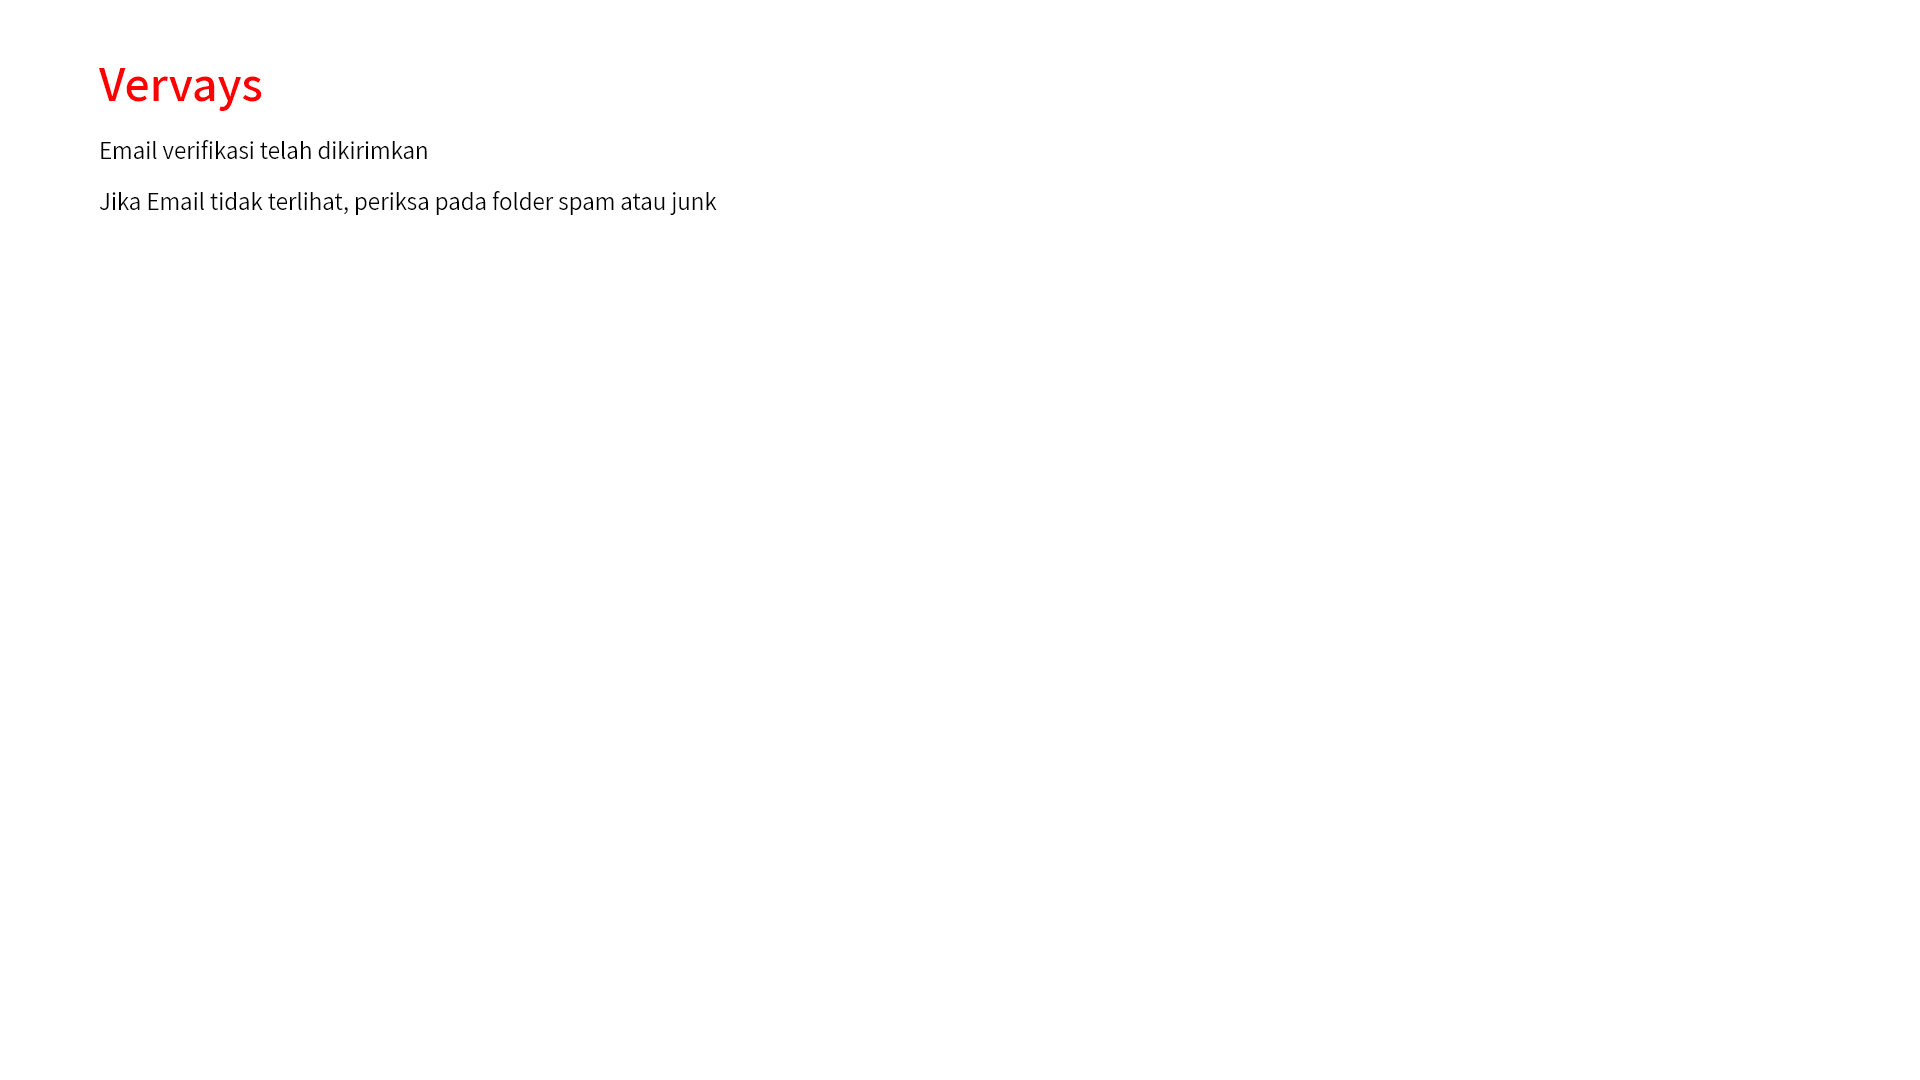 Vervays
Email verifikasi telah dikirimkan
Jika Email tidak terlihat, periksa pada folder spam atau junk